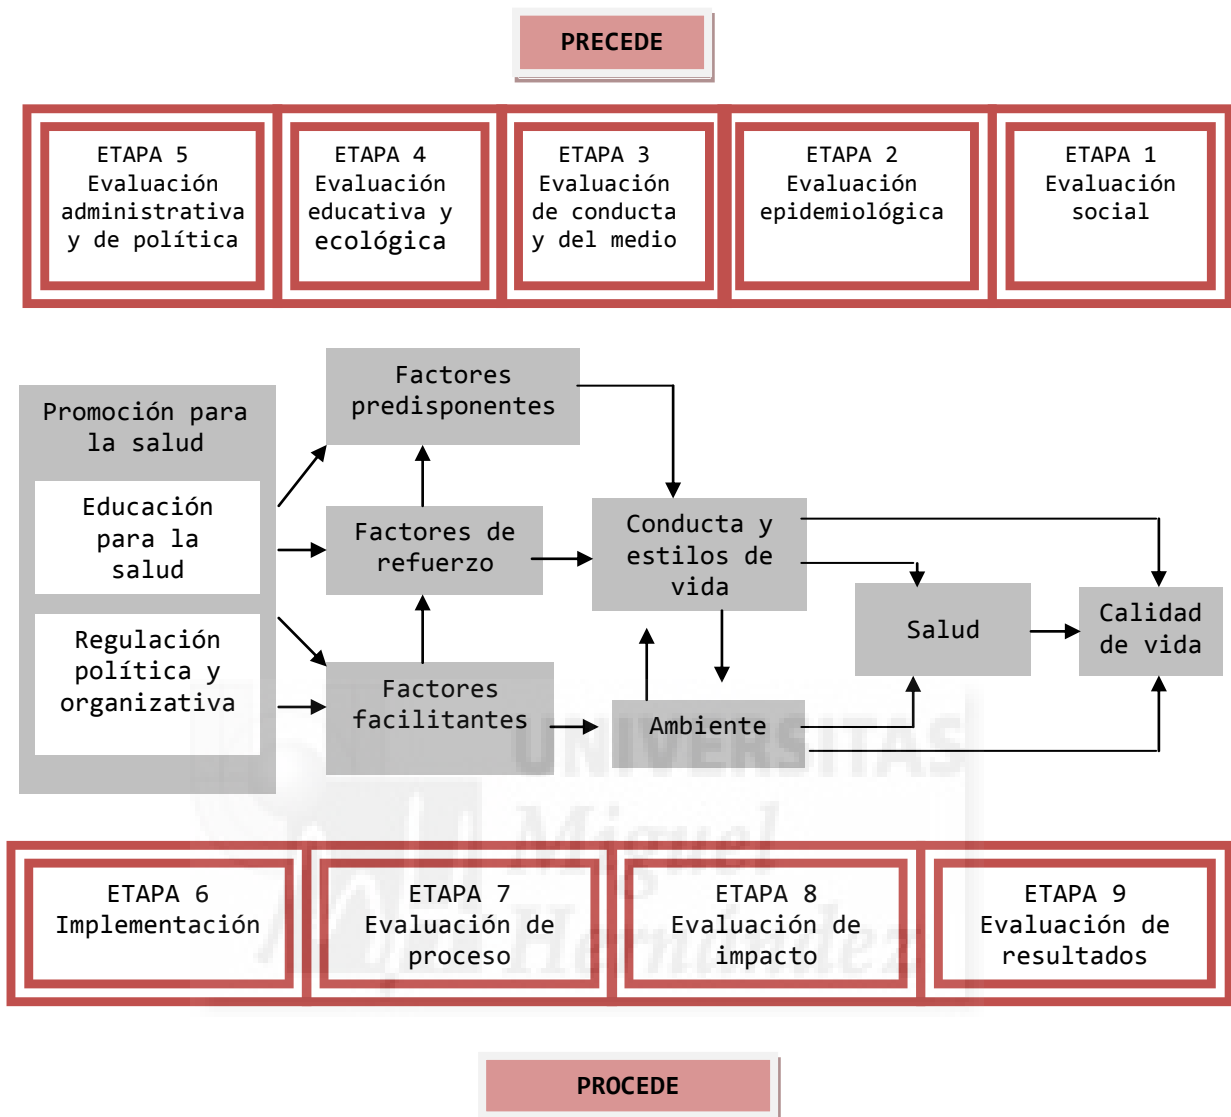 PRECEDE
ETAPA 5
Evaluación
administrativa
y de política
ETAPA 4
Evaluación
educativa y
ecológica
ETAPA 3
Evaluación
de conducta
y del medio
ETAPA 2
Evaluación
epidemiológica
ETAPA 1
Evaluación
social
Promoción para
la salud
Educación
para la
salud
Regulación
política y
organizativa
Factores
predisponentes
Factores de
refuerzo
Factores
facilitantes
Conducta y
estilos de
vida
Ambiente
Salud
Calidad
de vida
UNIVERSITAS
Miguel
Hernández
ETAPA 6
Implementación
ETAPA 7
Evaluación de
proceso
ETAPA 8
Evaluación de
impacto
ETAPA 9
Evaluación de
resultados
PROCEDE